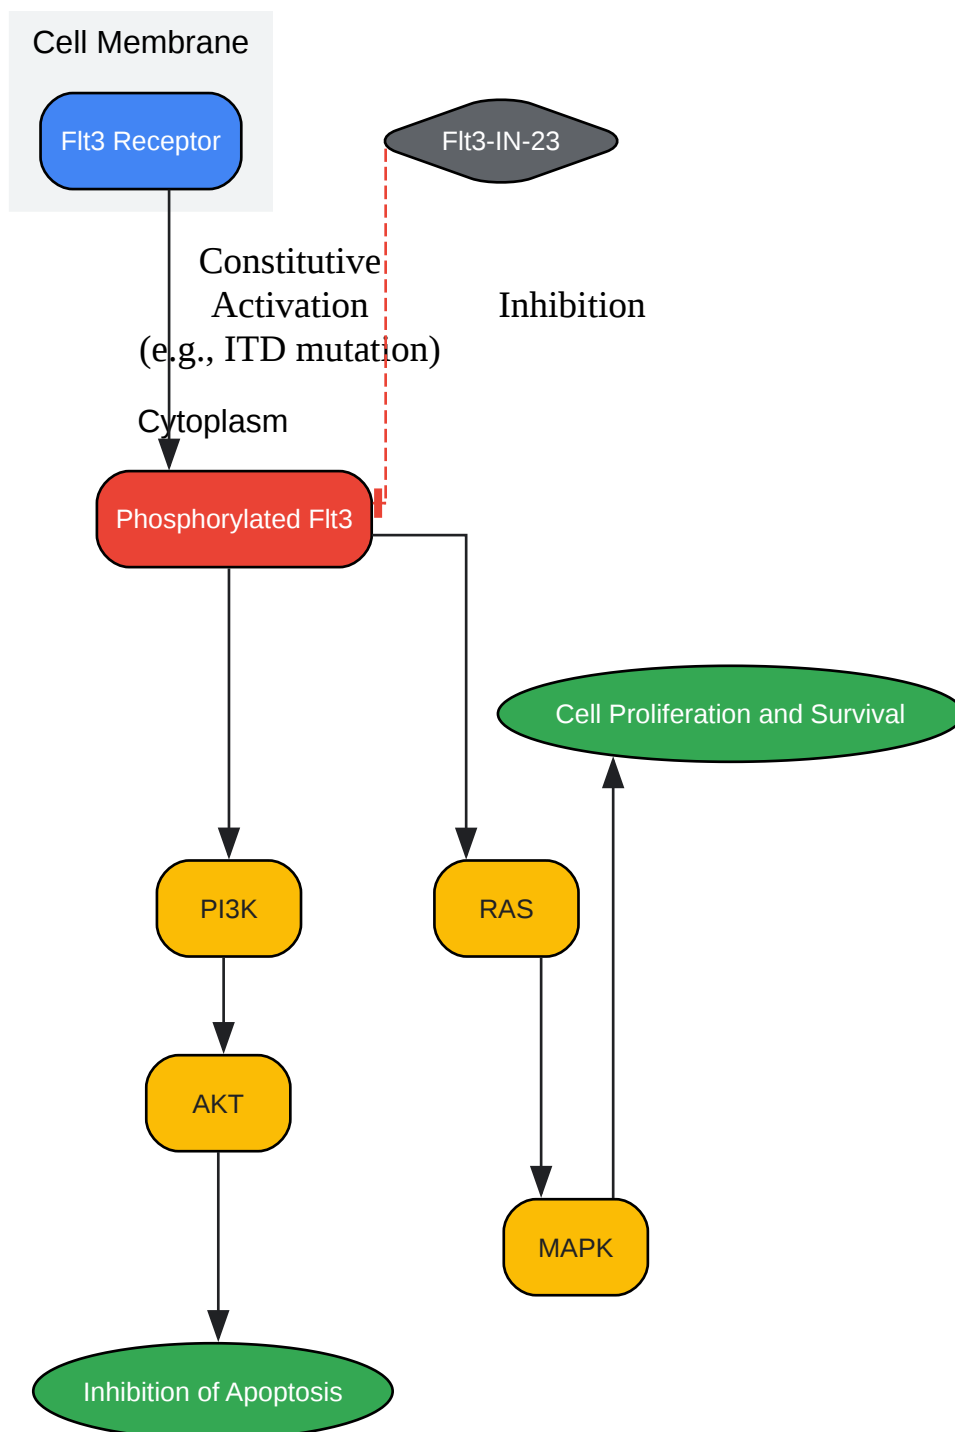 Cell Membrane
Flt3 Receptor
Flt3-IN-23
Constitutive
Activation
(e.g., ITD mutation)
Inhibition
Cytoplasm
Phosphorylated Flt3
Cell Proliferation and Survival
PI3K
RAS
AKT
MAPK
Inhibition of Apoptosis